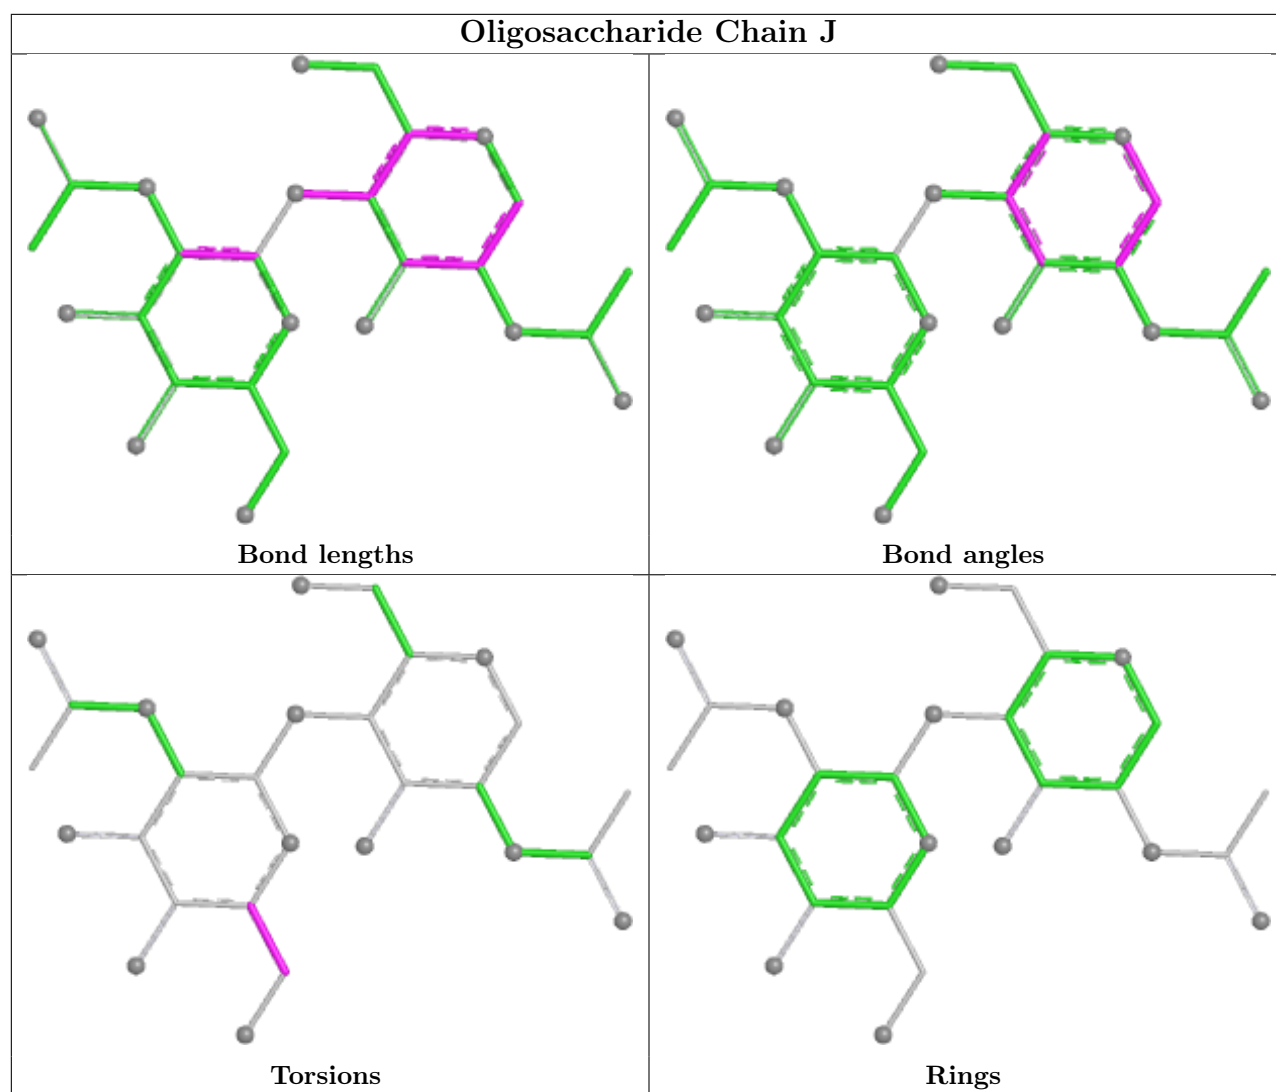 Oligosaccharide Chain J
Bond lengths
Bond angles
Torsions
Rings